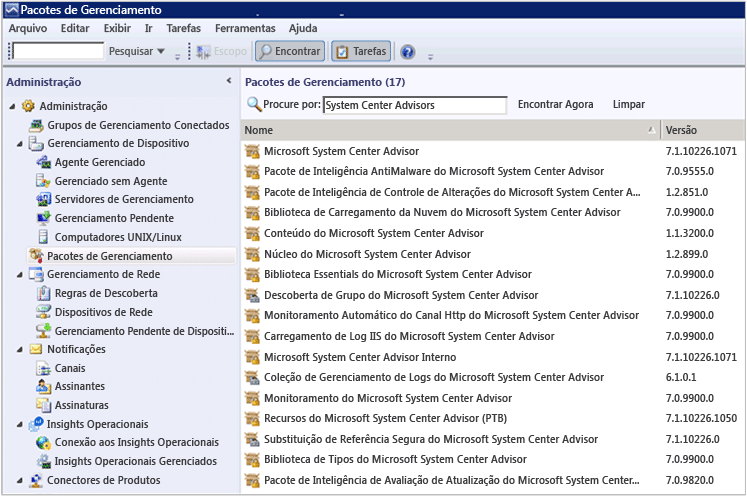 Pacotes de Gerenciamento
Arquivo Editar Exibir Ir Tarefas Ferramentas Ajuda
Pesquisar Escopo Encontrar Tarefas
Administração
Administração
Grupos de Gerenciamento Conectados
Gerenciamento de Dispositivo
Agente Gerenciado
Gerenciado sem Agente
Servidores de Gerenciamento
Gerenciamento Pendente
Computadores UNIX/Linux
Pacotes de Gerenciamento
Gerenciamento de Rede
Regras de Descoberta
Dispositivos de Rede
Gerenciamento Pendente de Dispositi...
Notificações
Canais
Assinantes
Assinaturas
Insights Operacionais
Conexão aos Insights Operacionais
Insights Operacionais Gerenciados
Conectores de Produtos
Pacotes de Gerenciamento (17)
Procure por: System Center Advisors Encontrar Agora Limpar
Nome Versão
Microsoft System Center Advisor 7.1.10226.1071
Pacote de Inteligência AntiMalware do Microsoft System Center Advisor 7.0.9555.0
Pacote de Inteligência de Controle de Alterações do Microsoft System Center A... 1.2.851.0
Biblioteca de Carregamento da Nuvem do Microsoft System Center Advisor 7.0.9900.0
Conteúdo do Microsoft System Center Advisor 1.1.3200.0
Núcleo do Microsoft System Center Advisor 1.2.899.0
Biblioteca Essentials do Microsoft System Center Advisor 7.0.9900.0
Descoberta de Grupo do Microsoft System Center Advisor 7.1.10226.0
Monitoramento Automático do Canal Http do Microsoft System Center Advisor 7.0.9900.0
Carregamento de Log IIS do Microsoft System Center Advisor 7.0.9900.0
Microsoft System Center Advisor Interno 7.1.10226.1071
Coleção de Gerenciamento de Logs do Microsoft System Center Advisor 6.1.0.1
Monitoramento do Microsoft System Center Advisor 7.0.9900.0
Recursos do Microsoft System Center Advisor (PTB) 7.1.10226.1050
Substituição de Referência Segura do Microsoft System Center Advisor 7.1.10226.0
Biblioteca de Tipos do Microsoft System Center Advisor 7.0.9900.0
Pacote de Inteligência de Avaliação de Atualização do Microsoft System Center... 7.0.9820.0